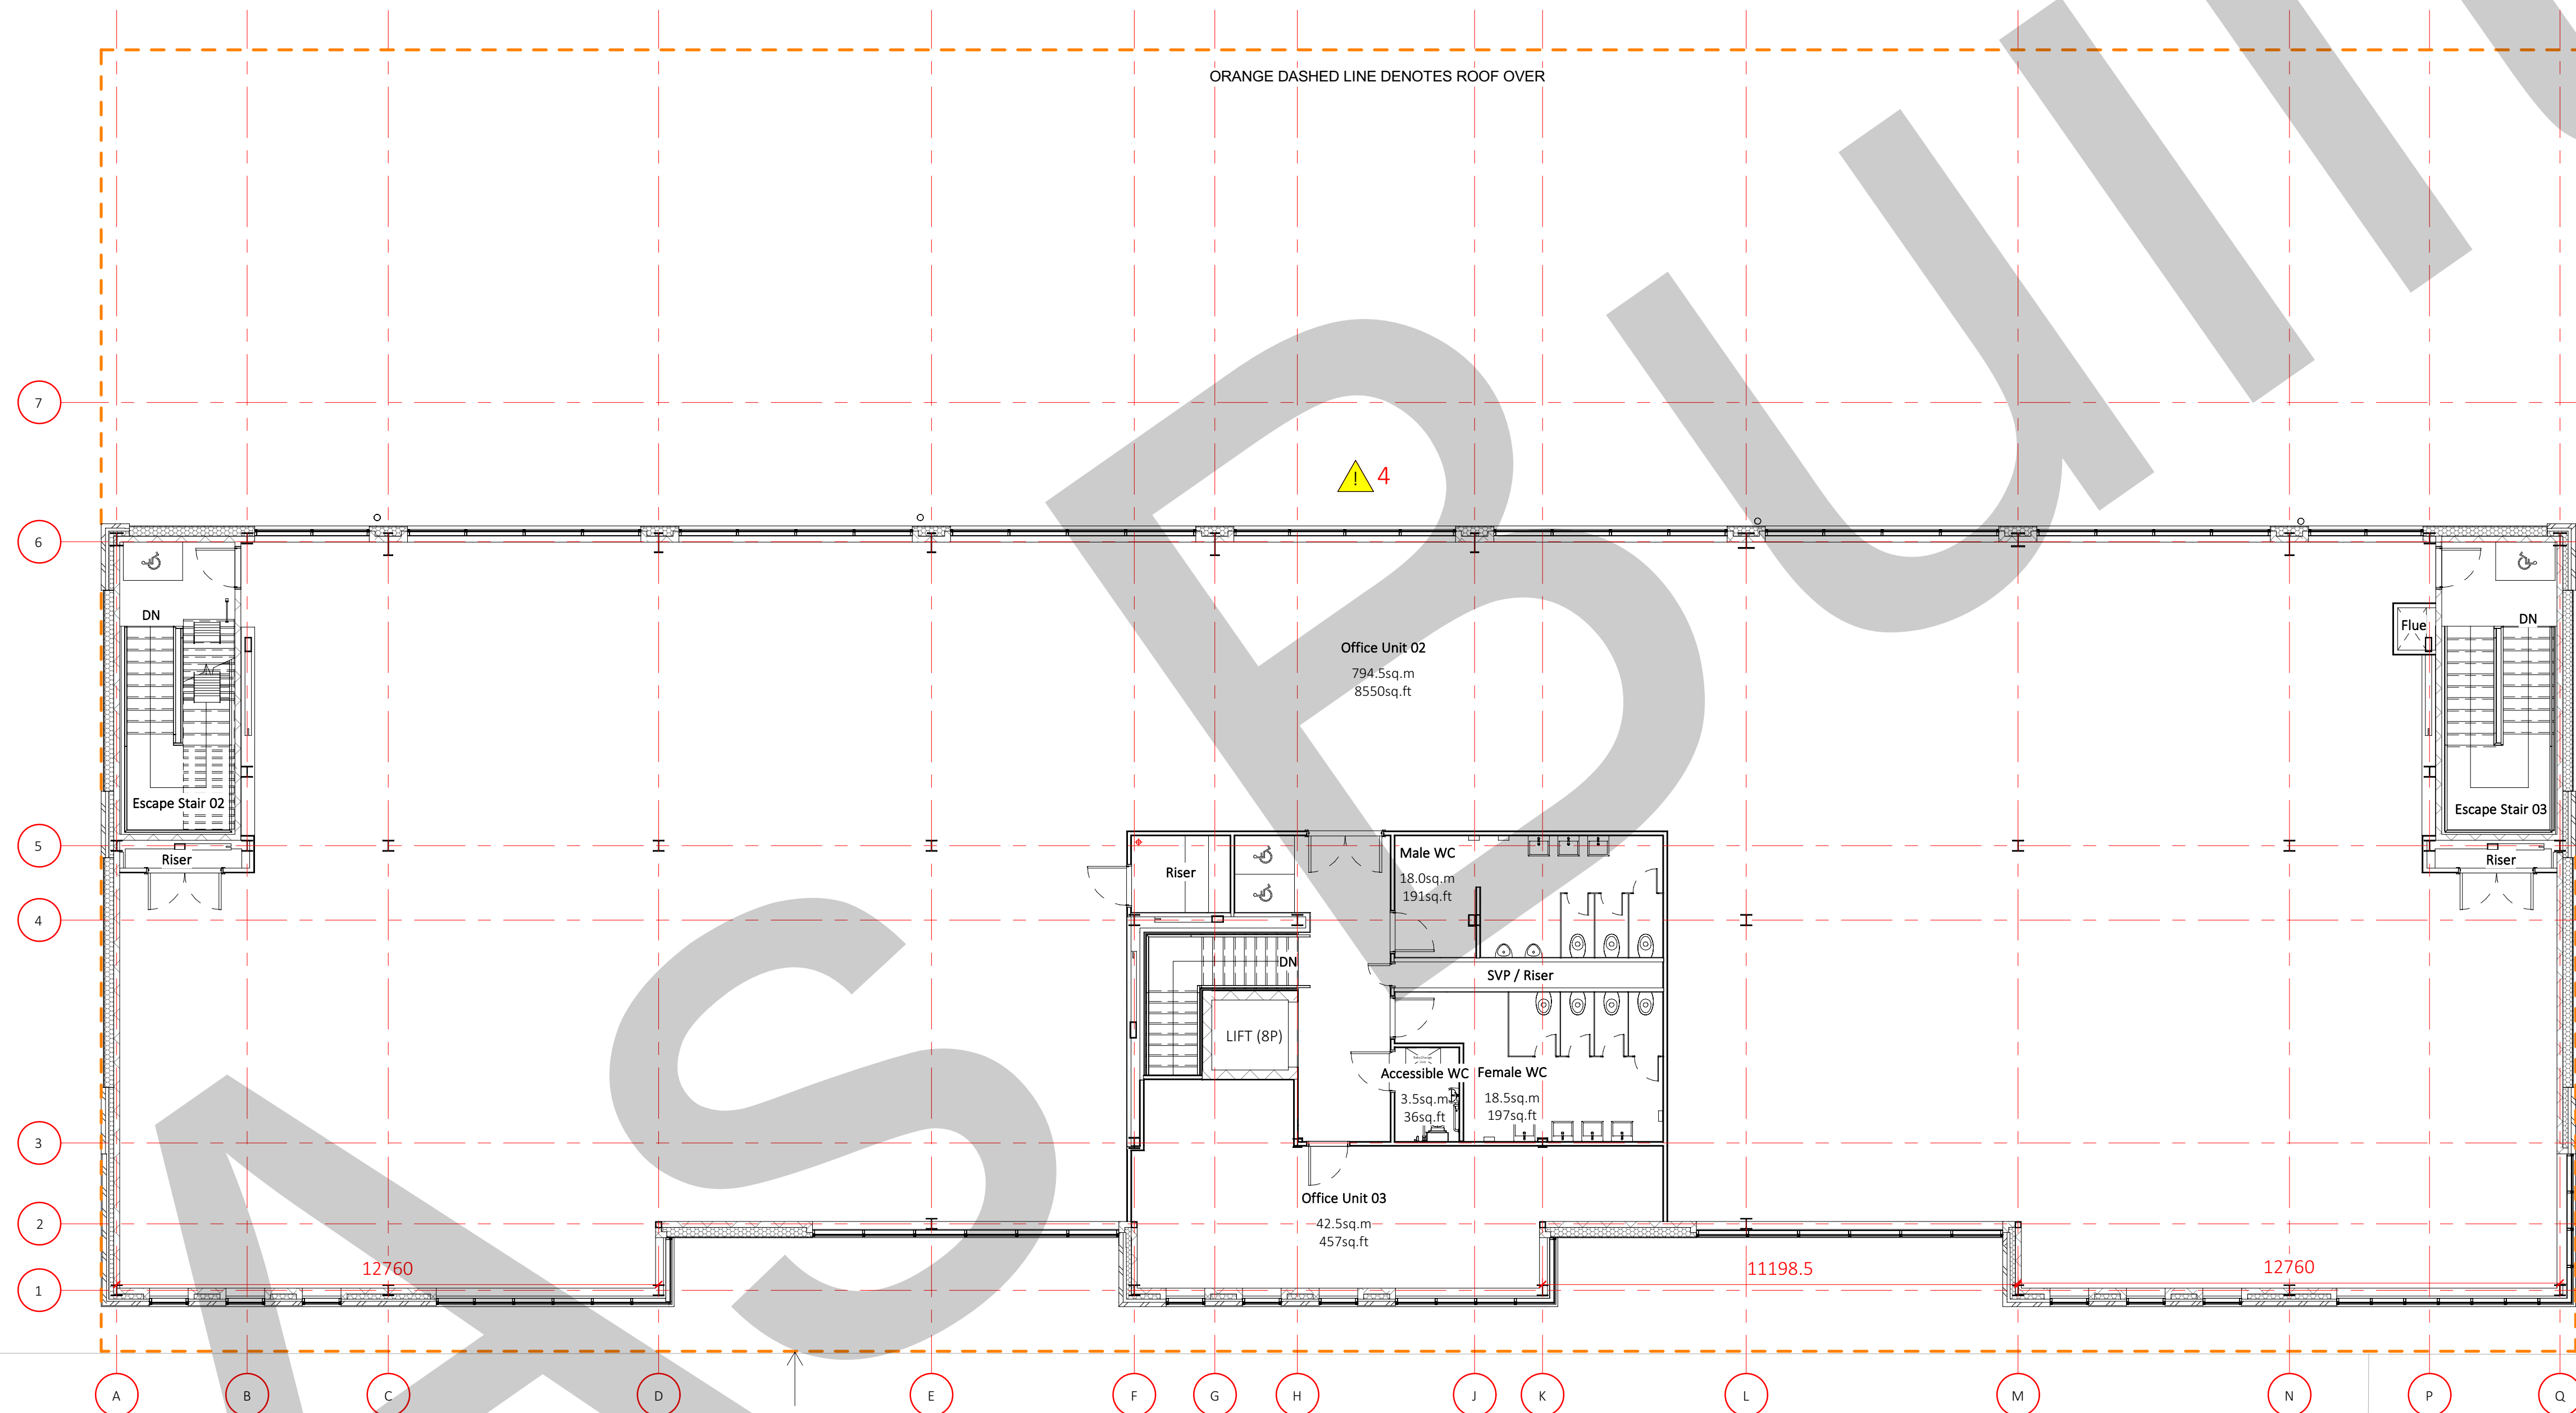 ORANGE DASHED LINE DENOTES ROOF OVER
7
! 4
6
DN
DN
Flue
Office Unit 02
794.5sq.m
8550sq.ft
Escape Stair 02
Escape Stair 03
5
Riser
Riser
Male WC
18.0sq.m
191sq.ft
Riser
4
DN
SVP / Riser
LIFT (8P)
Accessible WC
3.5sq.m
36sq.ft
Female WC
18.5sq.m
197sq.ft
3
Office Unit 03
42.5sq.m
457sq.ft
2
12760
11198.5
12760
1
A
B
C
D
E
F
G
H
J
K
L
M
N
P
Q
AS Bui